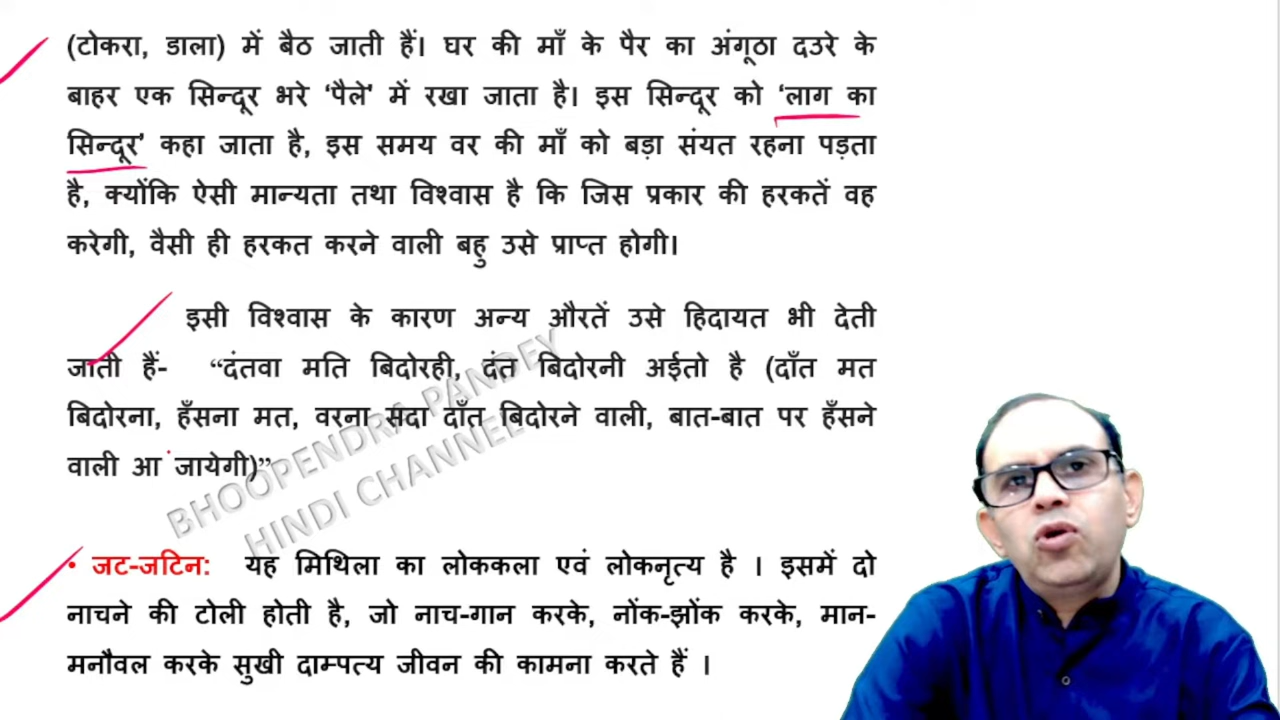 (टोकरा, डाला) में बैठ जाती हैं। घर की माँ के पैर का अंगूठा दउरे के
बाहर एक सिन्दूर भरे ‘पैले' में रखा जाता है। इस सिन्दूर को ‘लाग का
सिन्दूर' कहा जाता है, इस समय वर की माँ को बड़ा संयत रहना पड़ता
है, क्योंकि ऐसी मान्यता तथा विश्वास है कि जिस प्रकार की हरकतें वह
करेगी, वैसी ही हरकत करने वाली बहु उसे प्राप्त होगी।
इसी विश्वास के कारण अन्य औरतें उसे हिदायत भी देती
जाती हैं- “दंतवा मति बिदोरही, दंत बिदोरनी अईतो है (दाँत मत
बिदोरना, हँसना मत, वरना सदा दाँत बिदोरने वाली, बात-बात पर हँसने
वाली आ जायेगी)”
BHOOPENDRA PANDEY
HINDI CHANNEL
• जट-जटिन: यह मिथिला का लोककला एवं लोकनृत्य है । इसमें दो
नाचने की टोली होती है, जो नाच-गान करके, नोंक-झोंक करके, मान-
मनौवल करके सुखी दाम्पत्य जीवन की कामना करते हैं ।